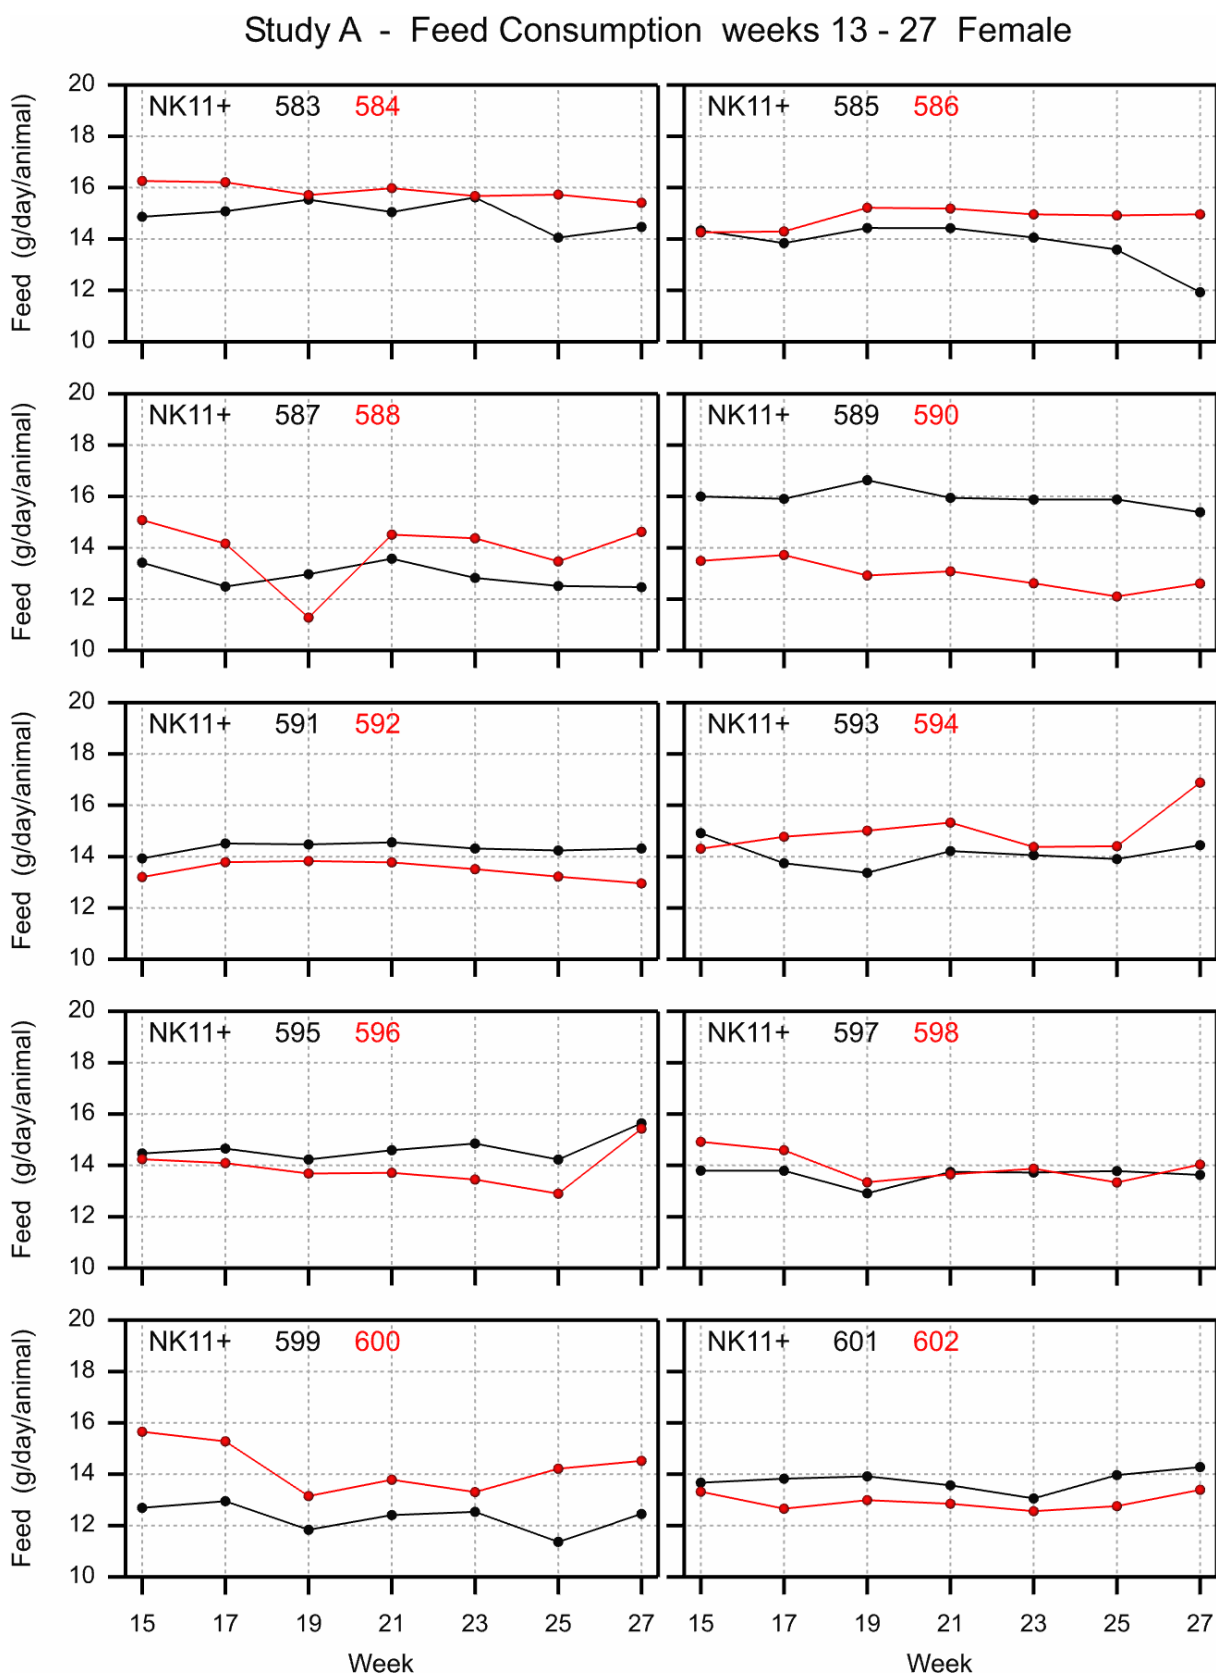 Study A - Feed Consumption weeks 13 - 27 Female
20
18
16
14
12
10
Feed (g/day/animal)
NK11+ 583 584
NK11+ 585 586
20
18
16
14
12
10
Feed (g/day/animal)
NK11+ 587 588
NK11+ 589 590
20
18
16
14
12
10
Feed (g/day/animal)
NK11+ 591 592
NK11+ 593 594
20
18
16
14
12
10
Feed (g/day/animal)
NK11+ 595 596
NK11+ 597 598
20
18
16
14
12
10
Feed (g/day/animal)
NK11+ 599 600
NK11+ 601 602
15 17 19 21 23 25 27
15 17 19 21 23 25 27
Week
Week